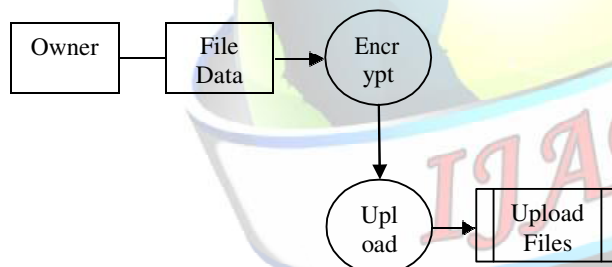 Owner
File
Data
Encr
ypt
Upl
oad
Upload
Files